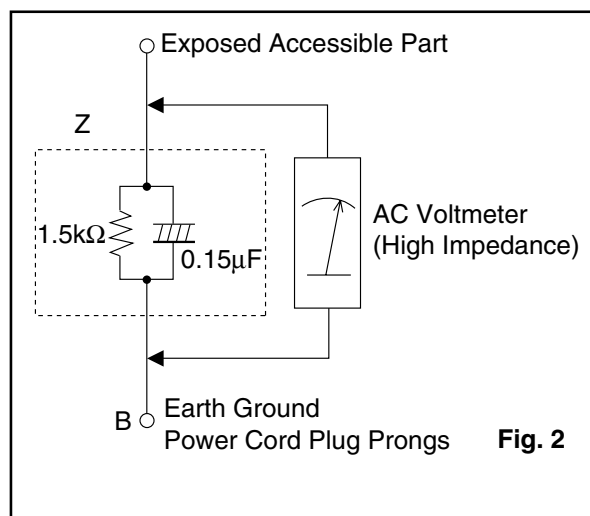 Exposed Accessible Part
Z
1.5kΩ
0.15μF
AC Voltmeter
(High Impedance)
B
Earth Ground
Power Cord Plug Prongs
Fig. 2